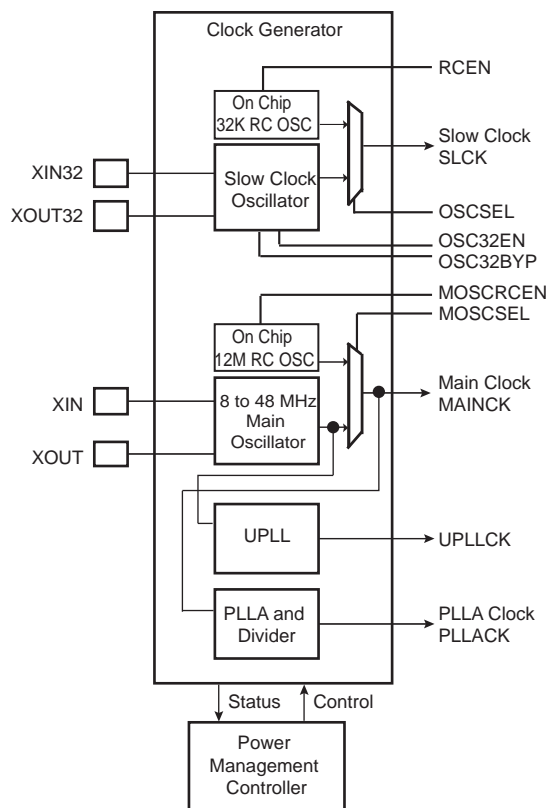 Clock Generator
RCEN
On Chip
32K RC OSC
Slow Clock
SLCK
XIN32
Slow Clock
Oscillator
XOUT32
OSCSEL
OSC32EN
OSC32BYP
MOSCRCEN
MOSCSEL
On Chip
12M RC OSC
Main Clock
MAINCK
XIN
8 to 48 MHz
Main
Oscillator
XOUT
UPLL
UPLLCK
PLLA and
Divider
PLLA Clock
PLLACK
Status
Control
Power
Management
Controller